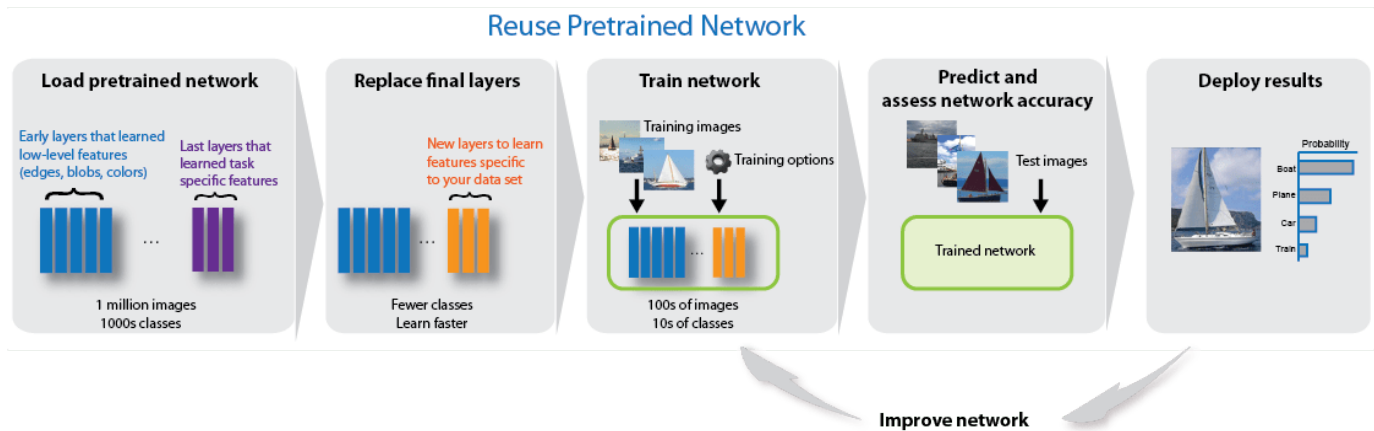 Reuse Pretrained Network
Load pretrained network
Early layers that learned
low-level features
(edges, blobs, colors)
Last layers that
learned task
specific features
...
1 million images
1000s classes
Replace final layers
New layers to learn
features specific
to your data set
...
Fewer classes
Learn faster
Train network
Training images
Training options
...
100s of images
10s of classes
Predict and
assess network accuracy
Test images
Trained network
Deploy results
Probability
Boat
Plane
Car
Train
Improve network